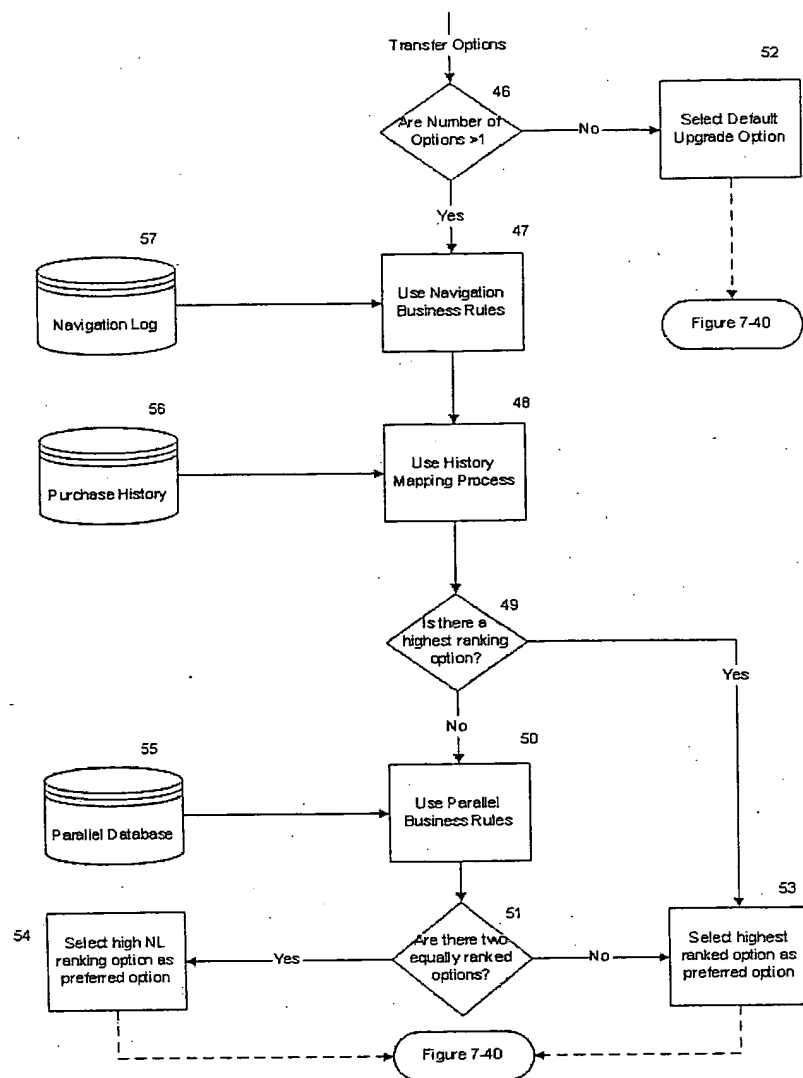 Transfer Options
46
Are Number of
Options >1
No
52
Select Default
Upgrade Option
Yes
57
Navigation Log
47
Use Navigation
Business Rules
Figure 7-40
56
Purchase History
48
Use History
Mapping Process
49
Is there a
highest ranking
option?
Yes
No
55
Parallel Database
50
Use Parallel
Business Rules
54
Select high NL
ranking option as
preferred option
Yes
51
Are there two
equally ranked
options?
No
53
Select highest
ranked option as
preferred option
Figure 7-40